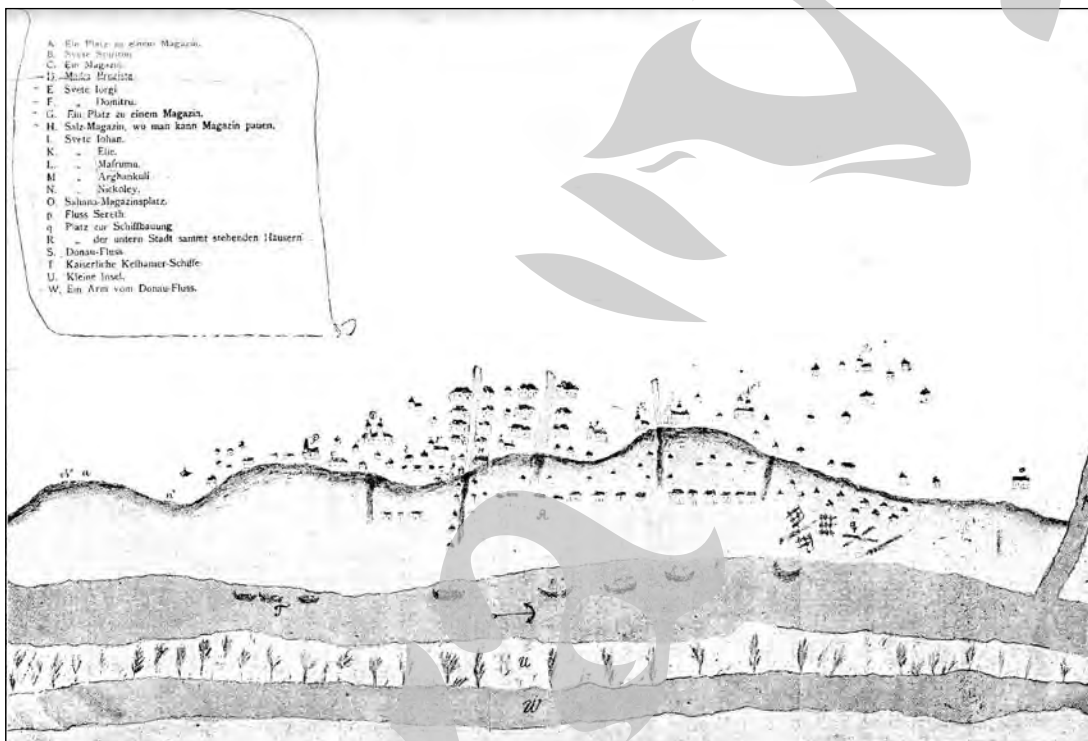 A. Ein Platz zu einem Magazin.
B. Svete Spiridon
C. Ein Magazin.
D. Maika Precista
E Svete Iorgi
F. „ Domitru.
G. Ein Platz zu einem Magazin.
H. Salz-Magazin, wo man kann Magazin pauen.
I. Svete Iohan.
K. „ Elie.
L. „ Mafrumu.
M „ Arghankuli
N. „ Nickoley.
O. Sahana-Magazinsplatz.
p. Fluss Sereth
q Platz zur Schiffbauung
R „ der untern Stadt sammt stehenden Häusern
S. Donau-Fluss
T Kaiserliche Kelhamer-Schiffe
U. Kleine Insel.
W. Ein Arm vom Donau-Fluss.
R
q
T
U
W